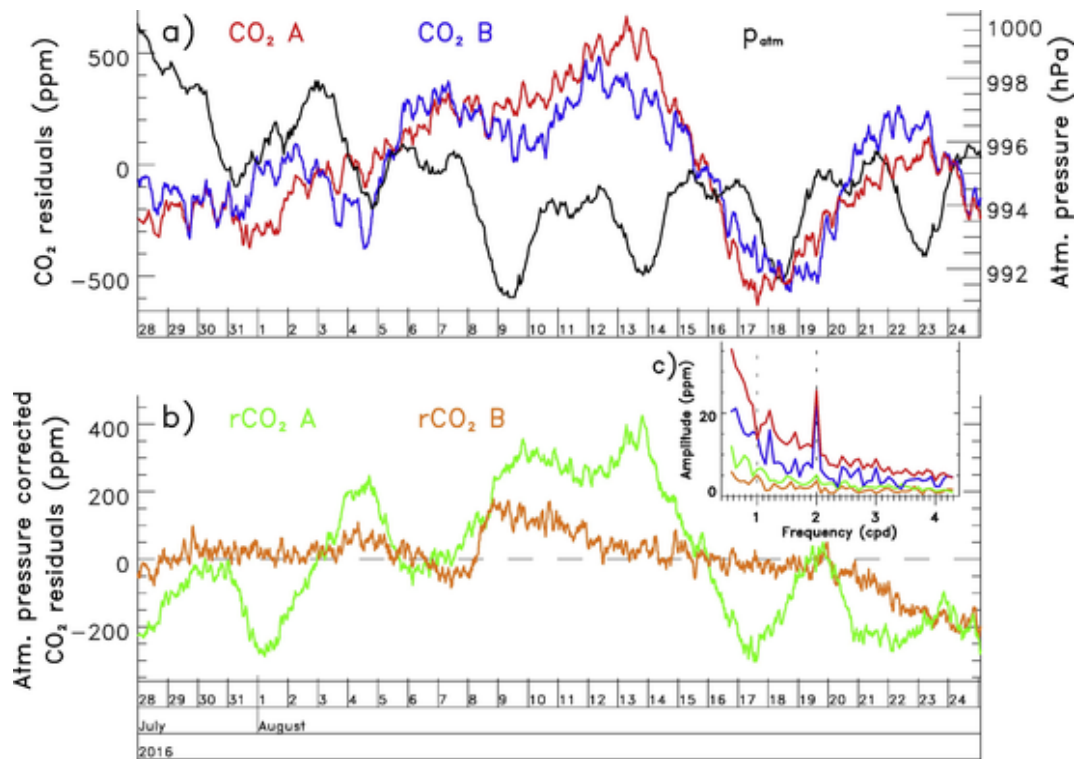 a) CO₂ A CO₂ B pₐₜₘ
CO₂ residuals (ppm)
500
0
−500
1000
998
996
994
992
Atm. pressure (hPa)
28 29 30 31 1 2 3 4 5 6 7 8 9 10 11 12 13 14 15 16 17 18 19 20 21 22 23 24
b) rCO₂ A rCO₂ B
Atm. pressure corrected
CO₂ residuals (ppm)
400
200
0
−200
c)
Amplitude (ppm)
20
0
1 2 3 4
Frequency (cpd)
28 29 30 31 1 2 3 4 5 6 7 8 9 10 11 12 13 14 15 16 17 18 19 20 21 22 23 24
July August
2016